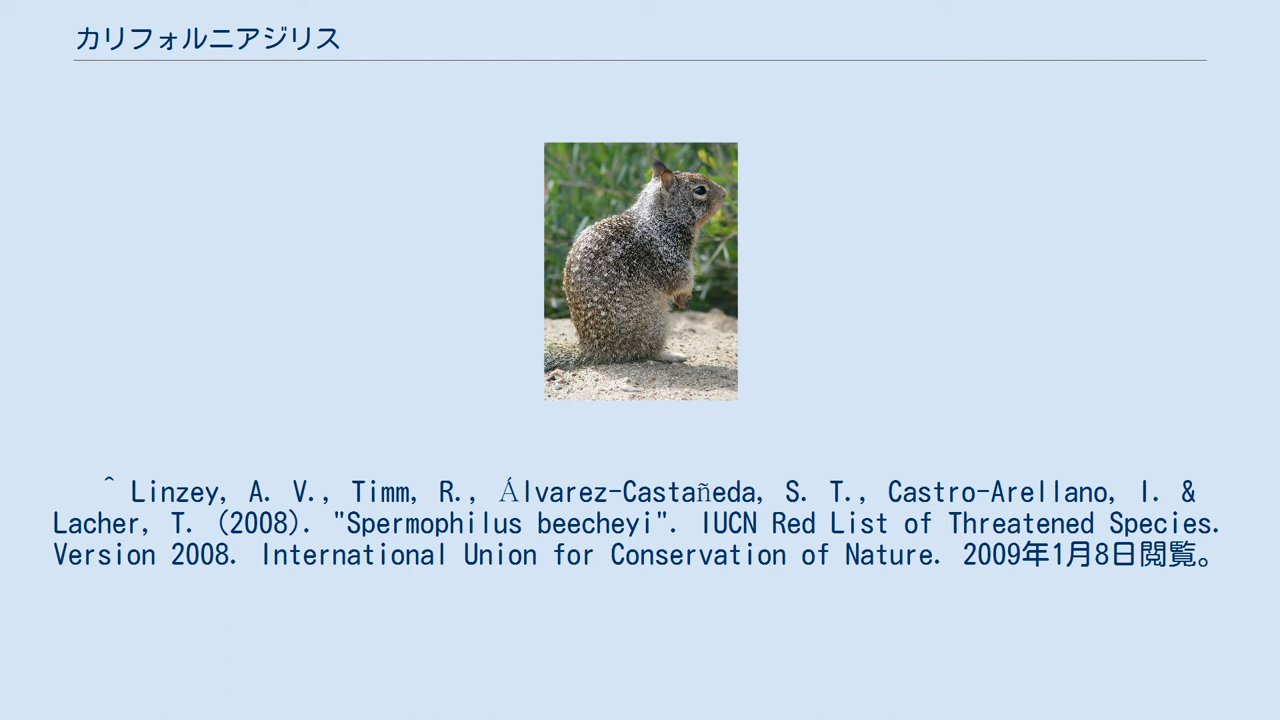 カリフォルニアジリス
^ Linzey, A. V., Timm, R., Álvarez-Castañeda, S. T., Castro-Arellano, I. &
Lacher, T. (2008). "Spermophilus beecheyi". IUCN Red List of Threatened Species.
Version 2008. International Union for Conservation of Nature. 2009年1月8日閲覧。